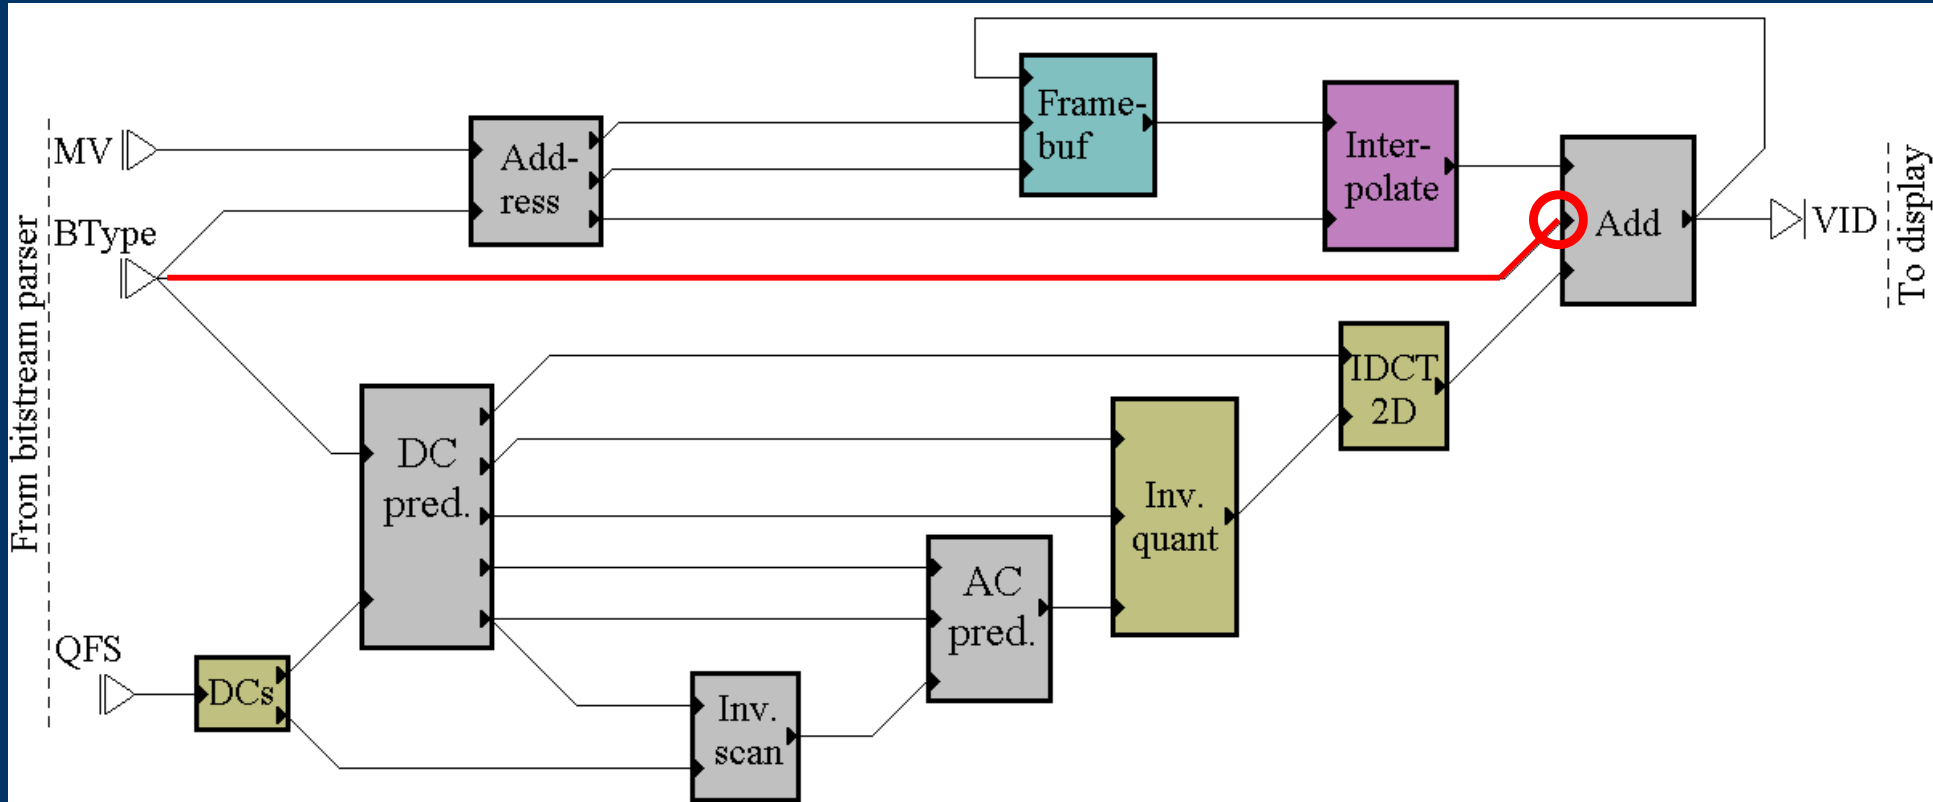 From bitstream parser
MV
BType
QFS
Add-
ress
Frame-
buf
Inter-
polate
Add
VID
To display
DC
pred.
IDCT
2D
Inv.
quant
AC
pred.
DCs
Inv.
scan